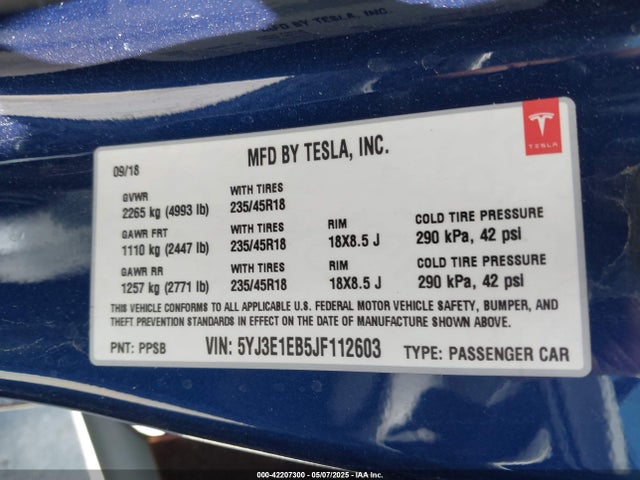 MFD BY TESLA, INC.
09/18
MFD BY TESLA, INC.
TESLA
GVWR
2265 kg (4993 lb)
WITH TIRES
235/45R18
GAWR FRT
1110 kg (2447 lb)
WITH TIRES
235/45R18
RIM
18X8.5 J
COLD TIRE PRESSURE
290 kPa, 42 psi
GAWR RR
1257 kg (2771 lb)
WITH TIRES
235/45R18
RIM
18X8.5 J
COLD TIRE PRESSURE
290 kPa, 42 psi
THIS VEHICLE CONFORMS TO ALL APPLICABLE U.S. FEDERAL MOTOR VEHICLE SAFETY, BUMPER, AND
THEFT PREVENTION STANDARDS IN EFFECT ON THE DATE OF MANUFACTURE SHOWN ABOVE.
PNT: PPSB VIN: 5YJ3E1EB5JF112603 TYPE: PASSENGER CAR
000-42207300 - 05/07/2025 - IAA Inc.